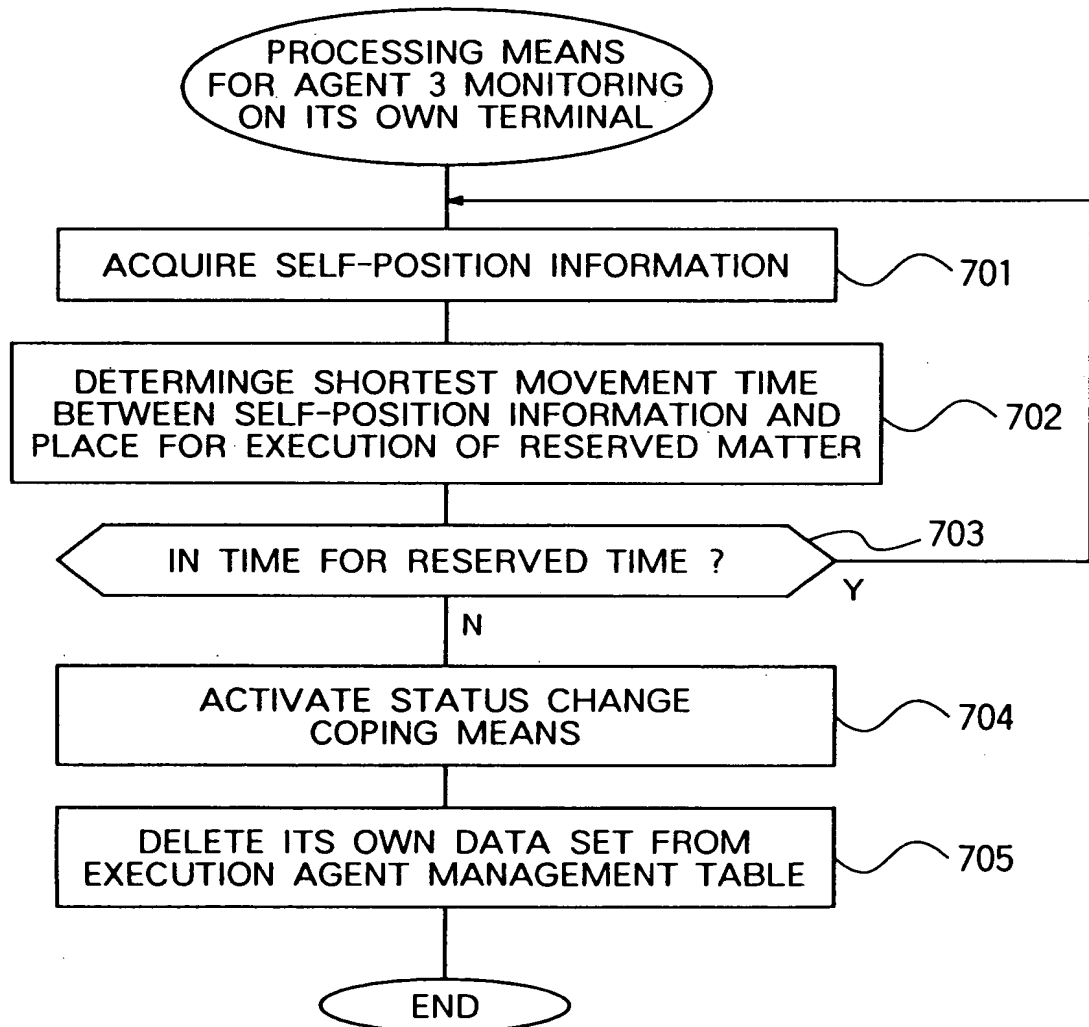 PROCESSING MEANS
FOR AGENT 3 MONITORING
ON ITS OWN TERMINAL
ACQUIRE SELF-POSITION INFORMATION
701
DETERMINGE SHORTEST MOVEMENT TIME
BETWEEN SELF-POSITION INFORMATION AND
PLACE FOR EXECUTION OF RESERVED MATTER
702
IN TIME FOR RESERVED TIME ?
703
Y
N
ACTIVATE STATUS CHANGE
COPING MEANS
704
DELETE ITS OWN DATA SET FROM
EXECUTION AGENT MANAGEMENT TABLE
705
END